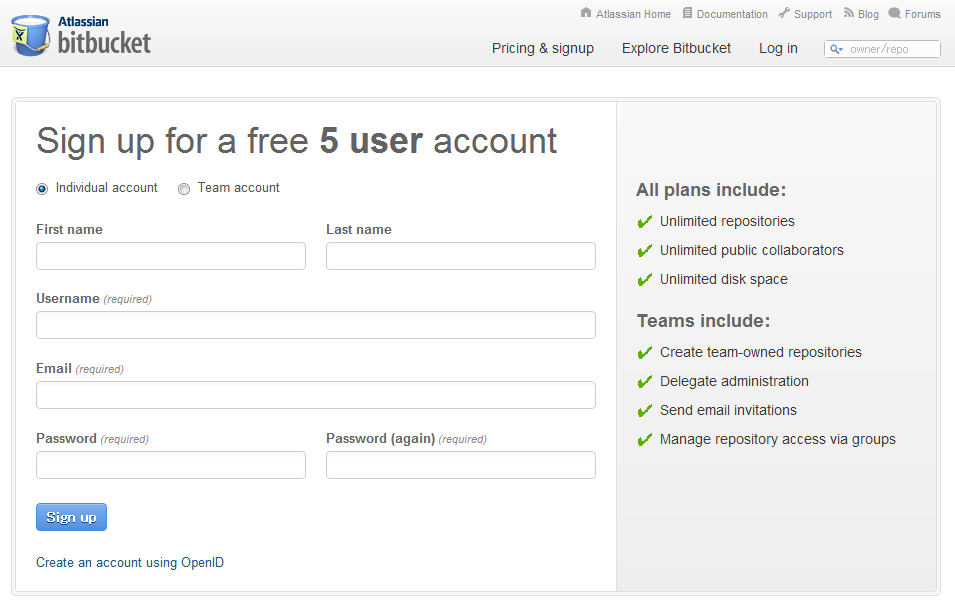 Atlassian Home Documentation Support Blog Forums
Atlassian
bitbucket
Pricing & signup Explore Bitbucket Log in owner/repo
Sign up for a free 5 user account
Individual account Team account
First name Last name
Username (required)
Email (required)
Password (required) Password (again) (required)
Sign up
Create an account using OpenID
All plans include:
Unlimited repositories
Unlimited public collaborators
Unlimited disk space
Teams include:
Create team-owned repositories
Delegate administration
Send email invitations
Manage repository access via groups